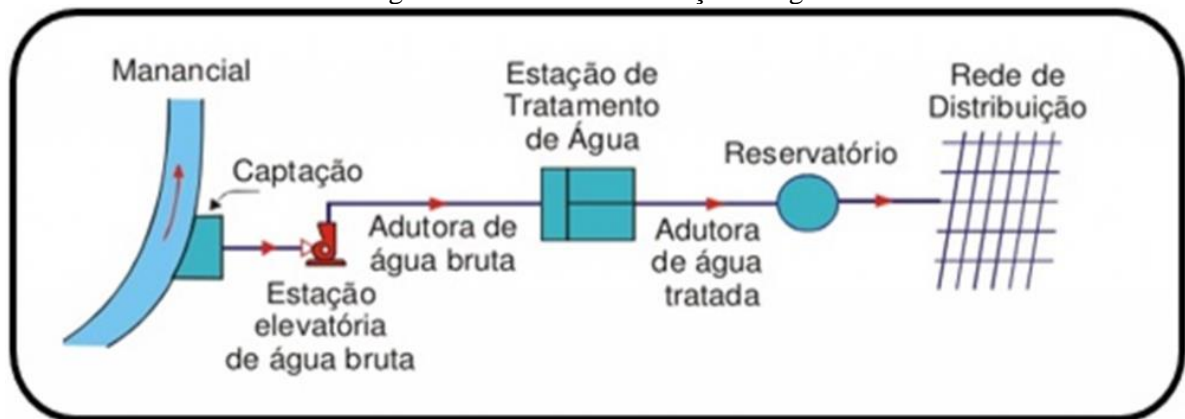 Manancial
Captação
Estação
elevatória
de água bruta
Adutora de
água bruta
Estação de
Tratamento
de Água
Adutora
de água
tratada
Reservatório
Rede de
Distribuição